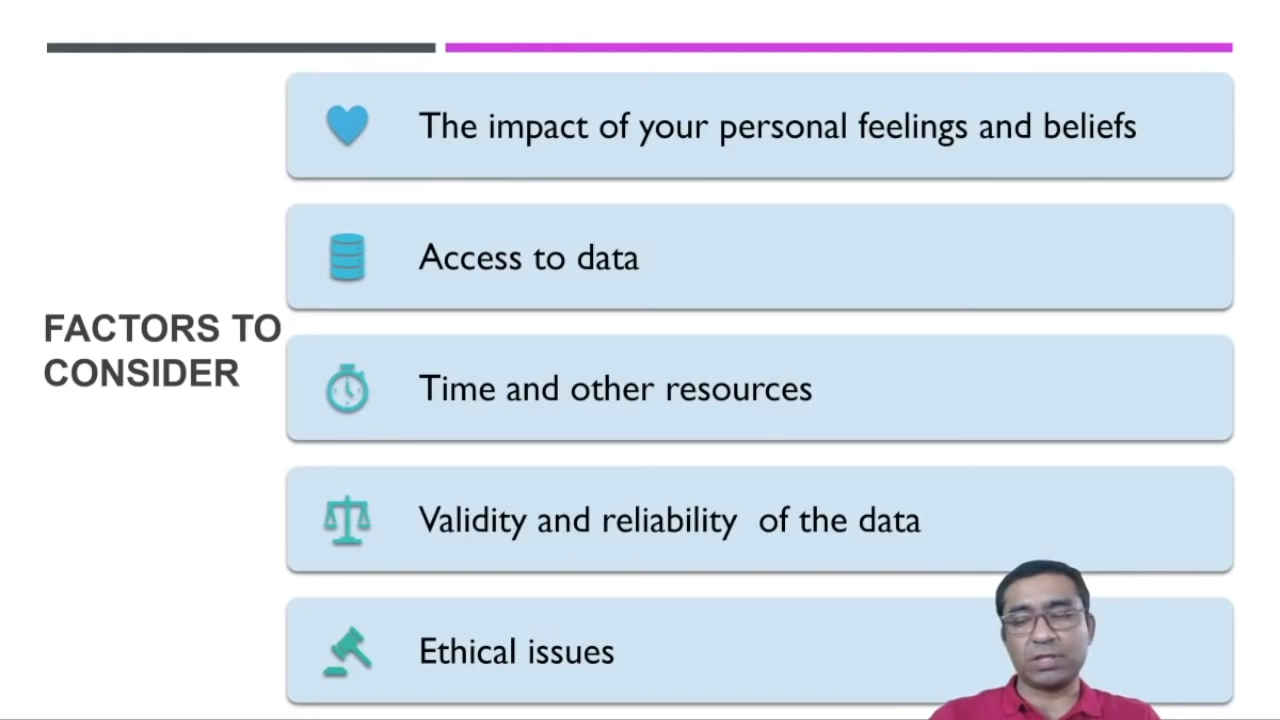 FACTORS TO
CONSIDER
The impact of your personal feelings and beliefs
Access to data
Time and other resources
Validity and reliability  of the data
Ethical issues